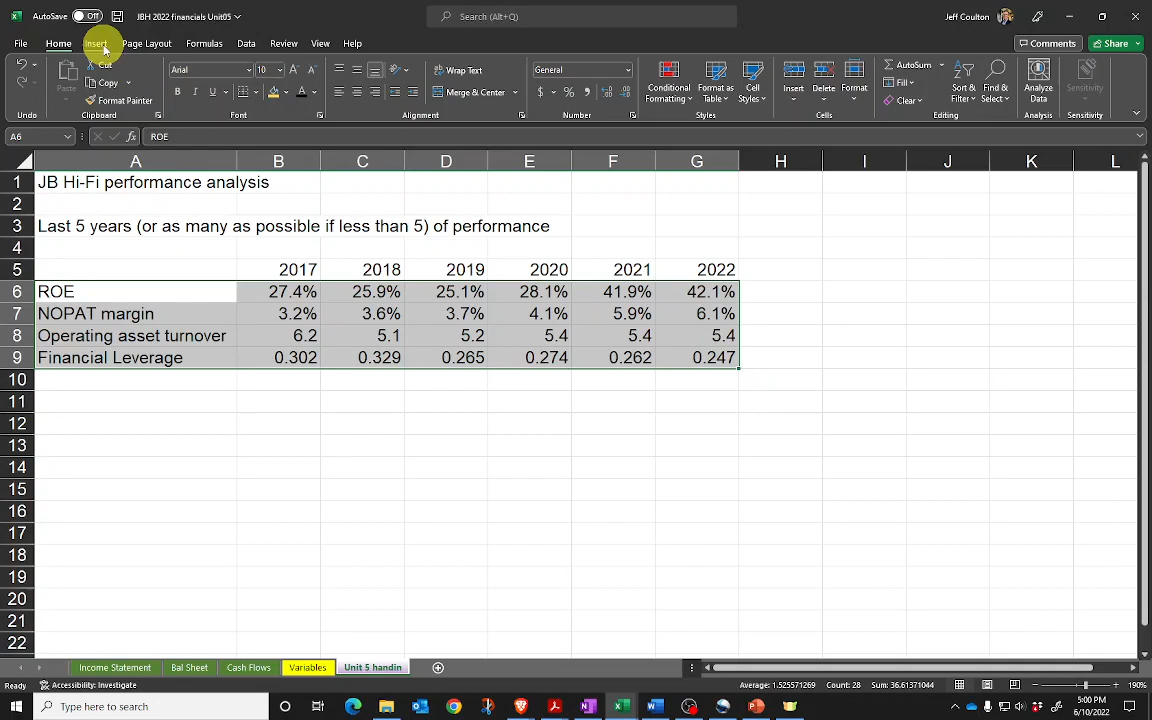 AutoSave Off JBH 2022 financials Unit05 Search (Alt+Q) Jeff Coulton
File Home Insert Page Layout Formulas Data Review View Help Comments Share
Paste Cut Arial 10 Wrap Text General Conditional Formatting Format as Table Cell Styles Insert Delete Format AutoSum Sort & Filter Find & Select Analyze Data Sensitivity
Copy B I U Merge & Center $ % Fill
Format Painter Clear
Undo Clipboard Font Alignment Number Styles Cells Editing Analysis Sensitivity
A6 fx ROE
A B C D E F G H I J K L
1 JB Hi-Fi performance analysis
2
3 Last 5 years (or as many as possible if less than 5) of performance
4
5 2017 2018 2019 2020 2021 2022
6 ROE 27.4% 25.9% 25.1% 28.1% 41.9% 42.1%
7 NOPAT margin 3.2% 3.6% 3.7% 4.1% 5.9% 6.1%
8 Operating asset turnover 6.2 5.1 5.2 5.4 5.4 5.4
9 Financial Leverage 0.302 0.329 0.265 0.274 0.262 0.247
10
11
12
13
14
15
16
17
18
19
20
21
22
Income Statement Bal Sheet Cash Flows Variables Unit 5 handin
Ready Accessibility: Investigate Average: 1.525571269 Count: 28 Sum: 36.61371044 190%
Type here to search 5:00 PM
6/10/2022